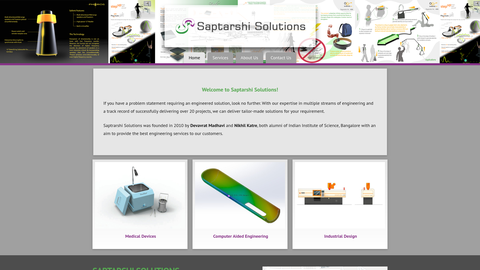 Saptarshi Solutions
Home Services About Us Contact Us
Welcome to Saptarshi Solutions!
If you have a problem statement requiring an engineered solution, look no further. With our expertise in multiple streams of engineering and
a track record of successfully delivering over 20 projects, we can deliver tailor-made solutions for your requirement.
Saptarshi Solutions was founded in 2010 by Devavrat Madhavi and Nikhil Katre, both alumni of Indian Institute of Science, Bangalore with an
aim to provide the best engineering services to our customers.
Medical Devices Computer Aided Engineering Industrial Design
SAPTARSHI SOLUTIONS